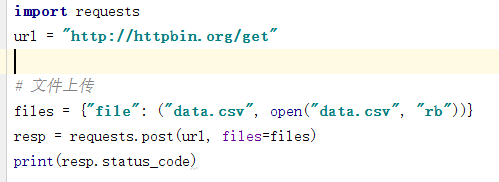 import requests
url = "http://httpbin.org/get"
# 文件上传
files = {"file": ("data.csv", open("data.csv", "rb"))}
resp = requests.post(url, files=files)
print(resp.status_code)